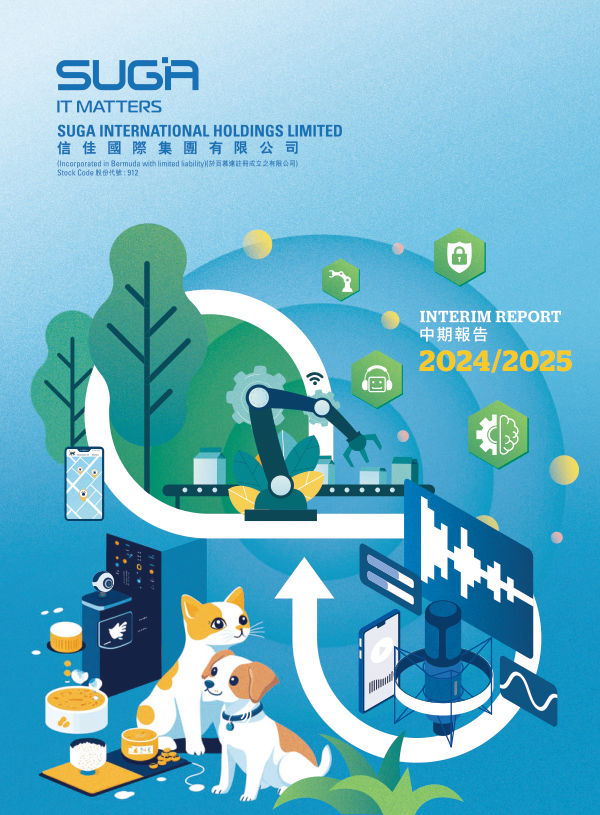 SUGA
IT MATTERS
SUGA INTERNATIONAL HOLDINGS LIMITED
信佳國際集團有限公司
(Incorporated in Bermuda with limited liability)(於百慕達註冊成立之有限公司)
Stock Code 股份代號 : 912
INTERIM REPORT
中期報告
2024/2025